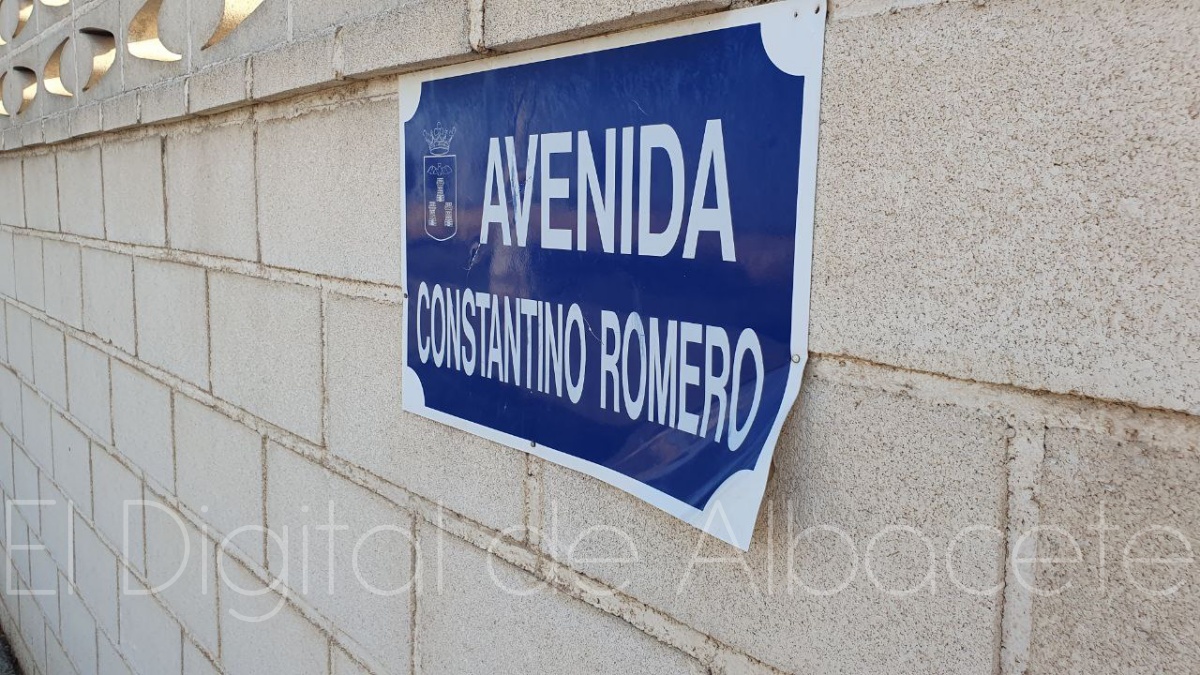 AVENIDA
CONSTANTINO ROMERO
El Digital de Albacete